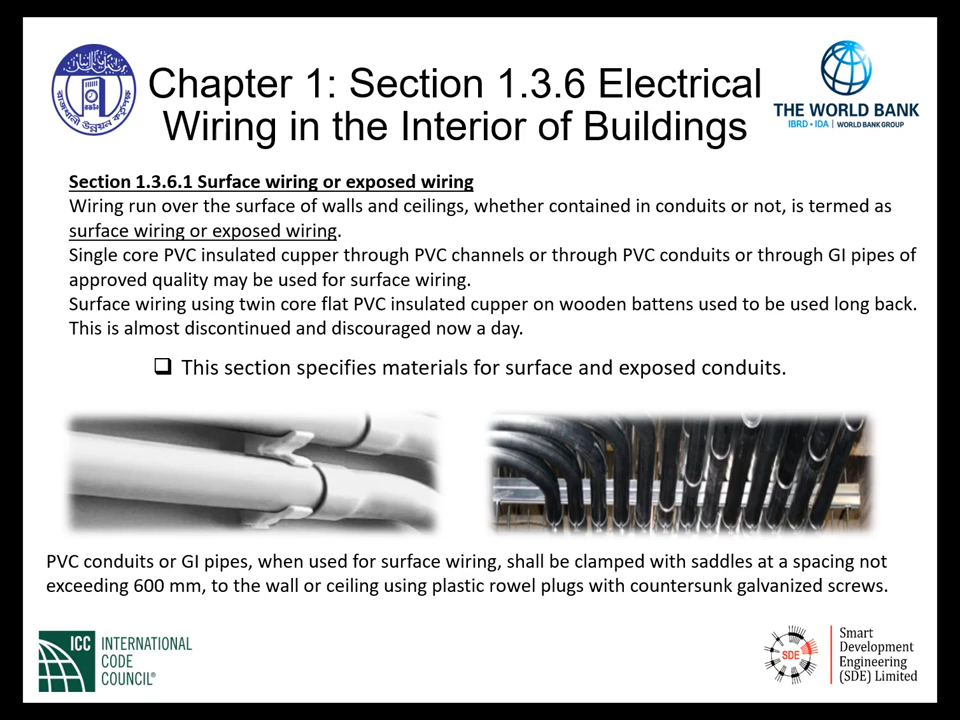 Chapter 1: Section 1.3.6 Electrical
Wiring in the Interior of Buildings
THE WORLD BANK
IBRD • IDA | WORLD BANK GROUP
Section 1.3.6.1 Surface wiring or exposed wiring
Wiring run over the surface of walls and ceilings, whether contained in conduits or not, is termed as
surface wiring or exposed wiring.
Single core PVC insulated cupper through PVC channels or through PVC conduits or through GI pipes of
approved quality may be used for surface wiring.
Surface wiring using twin core flat PVC insulated cupper on wooden battens used to be used long back.
This is almost discontinued and discouraged now a day.
❑ This section specifies materials for surface and exposed conduits.
PVC conduits or GI pipes, when used for surface wiring, shall be clamped with saddles at a spacing not
exceeding 600 mm, to the wall or ceiling using plastic rowel plugs with countersunk galvanized screws.
ICC
INTERNATIONAL
CODE
COUNCIL®
SDE
Smart
Development
Engineering
(SDE) Limited